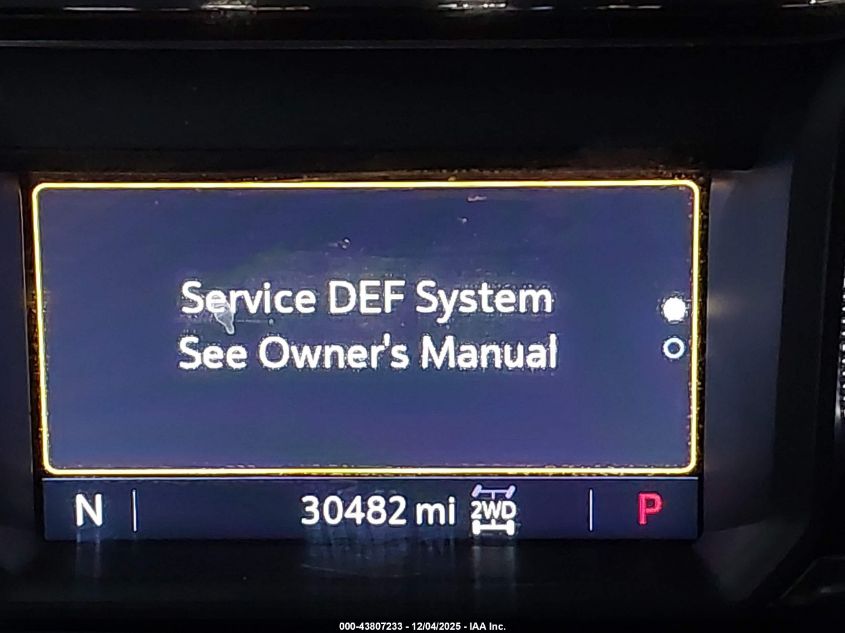 Service DEF System
See Owner's Manual
N 30482 mi 2WD P
000-43807233 - 12/04/2025 - IAA Inc.